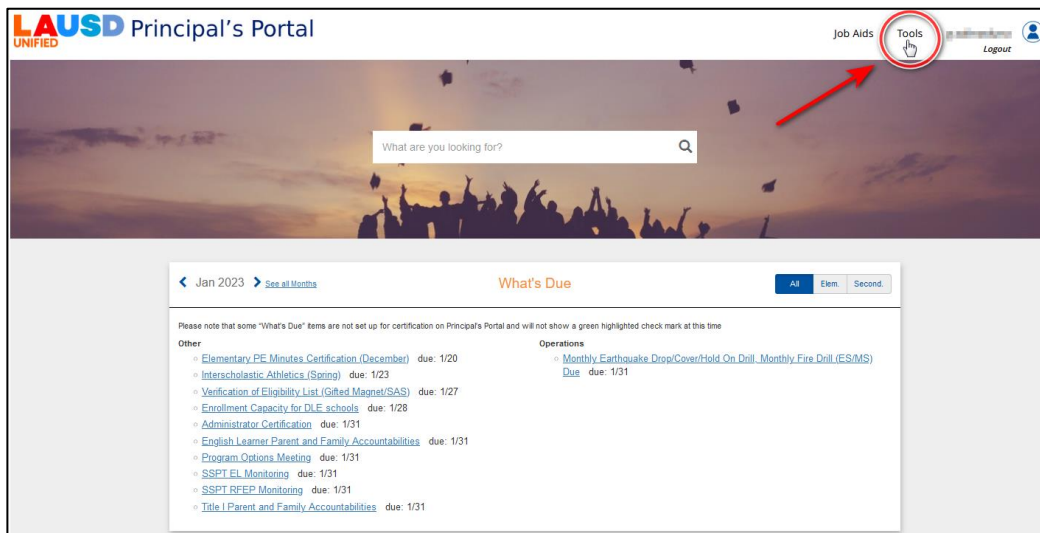 LAUSD Principal's Portal
UNIFIED
Job Aids Tools
Logout
What are you looking for?
Jan 2023 See all Months What's Due All Elem. Second.
Please note that some "What's Due" items are not set up for certification on Principal's Portal and will not show a green highlighted check mark at this time
Other
Elementary PE Minutes Certification (December) due: 1/20
Interscholastic Athletics (Spring) due: 1/23
Verification of Eligibility List (Gifted Magnet/SAS) due: 1/27
Enrollment Capacity for DLE schools due: 1/28
Administrator Certification due: 1/31
English Learner Parent and Family Accountabilities due: 1/31
Program Options Meeting due: 1/31
SSPT EL Monitoring due: 1/31
SSPT RFEP Monitoring due: 1/31
Title I Parent and Family Accountabilities due: 1/31
Operations
Monthly Earthquake Drop/Cover/Hold On Drill, Monthly Fire Drill (ES/MS)
Due due: 1/31